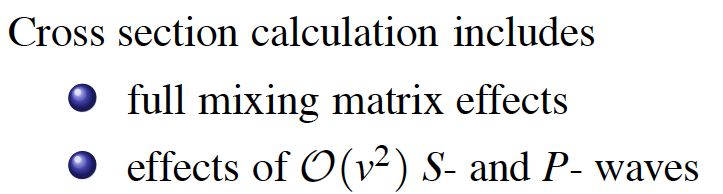 Cross section calculation includes
full mixing matrix effects
effects of 𝒪(v²) S- and P- waves